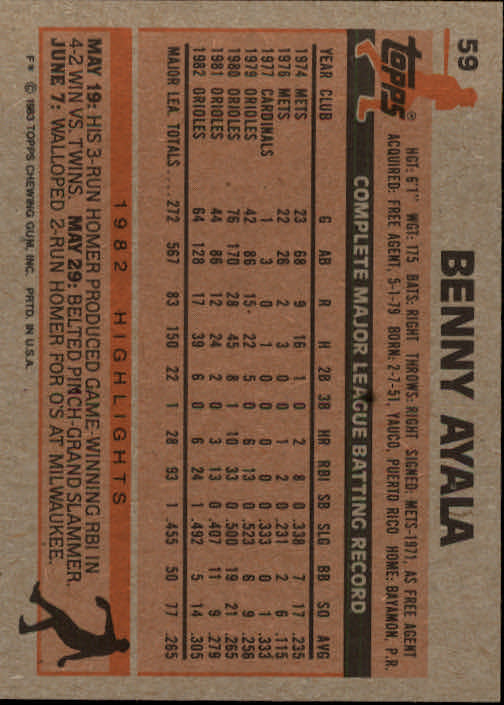 59
TOPPS®
BENNY AYALA
HGT: 6'1" WGT: 175 BATS: RIGHT THROWS: RIGHT SIGNED: METS-1971, AS FREE AGENT
ACQUIRED: FREE AGENT, 5-1-79 BORN: 2-7-51, YAUCO, PUERTO RICO HOME: BAYAMON, P.R.
COMPLETE MAJOR LEAGUE BATTING RECORD
YEAR CLUB G AB R H 2B 3B HR RBI SB SLG BB SO AVG
1974 METS 23 68 9 16 1 0 2 8 0 .338 7 17 .235
1976 METS 22 26 2 3 0 0 1 2 0 .231 2 6 .115
1977 CARDINALS 1 3 0 1 0 0 0 0 0 .333 0 1 .333
1979 ORIOLES 42 86 15 22 5 0 6 13 0 .523 6 9 .256
1980 ORIOLES 76 170 28 45 8 1 10 33 0 .500 19 21 .265
1981 ORIOLES 44 86 12 24 2 0 3 13 0 .407 11 9 .279
1982 ORIOLES 64 128 17 39 6 0 6 24 1 .492 5 14 .305
MAJOR LEA. TOTALS.... 272 567 83 150 22 1 28 93 1 .455 50 77 .265
1982 HIGHLIGHTS
MAY 19: HIS 3-RUN HOMER PRODUCED GAME-WINNING RBI IN
4-2 WIN VS. TWINS. MAY 29: BELTED PINCH-GRAND SLAMMER.
JUNE 7: WALLOPED 2-RUN HOMER FOR O'S AT MILWAUKEE.
F* © 1983 TOPPS CHEWING GUM, INC. PRTD. IN U.S.A.